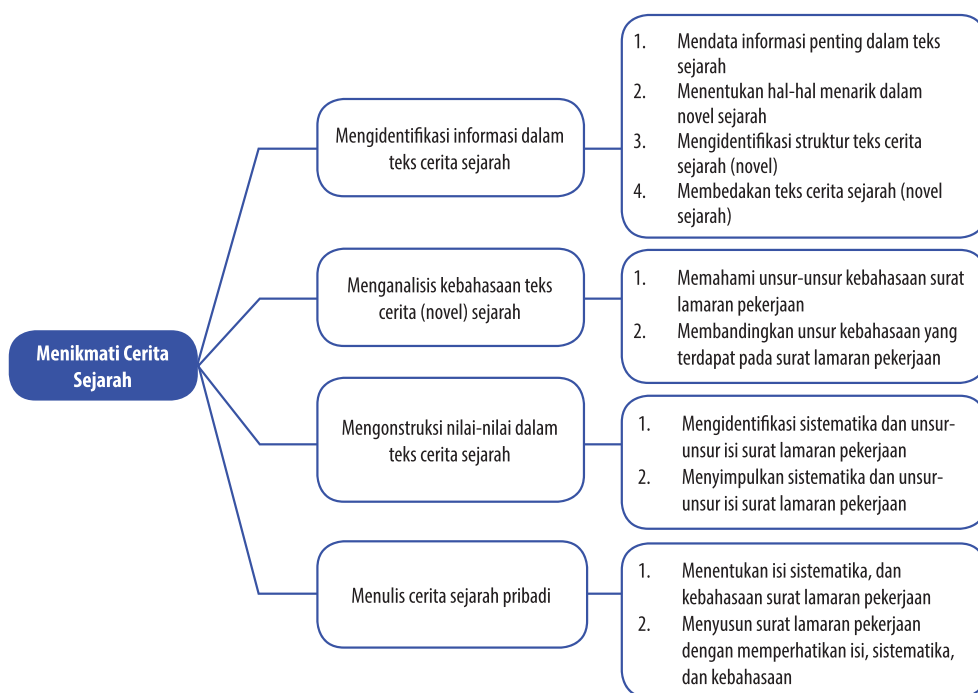 Menikmati Cerita
Sejarah
Mengidentifikasi informasi dalam
teks cerita sejarah
1. Mendata informasi penting dalam teks
sejarah
2. Menentukan hal-hal menarik dalam
novel sejarah
3. Mengidentifikasi struktur teks cerita
sejarah (novel)
4. Membedakan teks cerita sejarah (novel
sejarah)
Menganalisis kebahasaan teks
cerita (novel) sejarah
1. Memahami unsur-unsur kebahasaan surat
lamaran pekerjaan
2. Membandingkan unsur kebahasaan yang
terdapat pada surat lamaran pekerjaan
Mengonstruksi nilai-nilai dalam
teks cerita sejarah
1. Mengidentifikasi sistematika dan unsur-
unsur isi surat lamaran pekerjaan
2. Menyimpulkan sistematika dan unsur-
unsur isi surat lamaran pekerjaan
Menulis cerita sejarah pribadi
1. Menentukan isi sistematika, dan
kebahasaan surat lamaran pekerjaan
2. Menyusun surat lamaran pekerjaan
dengan memperhatikan isi, sistematika,
dan kebahasaan